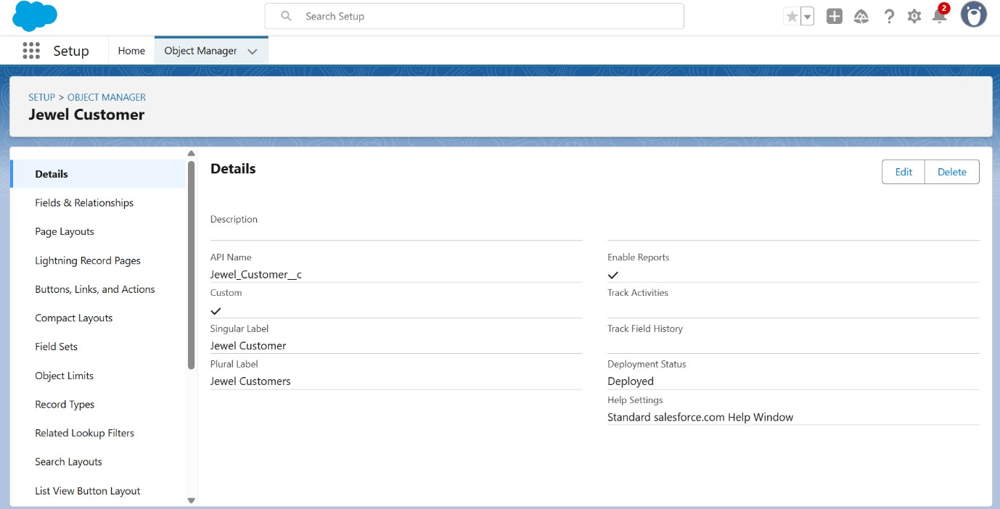 Search Setup
2
Setup
Home
Object Manager
SETUP > OBJECT MANAGER
Jewel Customer
Details
Fields & Relationships
Page Layouts
Lightning Record Pages
Buttons, Links, and Actions
Compact Layouts
Field Sets
Object Limits
Record Types
Related Lookup Filters
Search Layouts
List View Button Layout
Details
Edit
Delete
Description
API Name
Jewel_Customer__c
Custom
Singular Label
Jewel Customer
Plural Label
Jewel Customers
Enable Reports
Track Activities
Track Field History
Deployment Status
Deployed
Help Settings
Standard salesforce.com Help Window